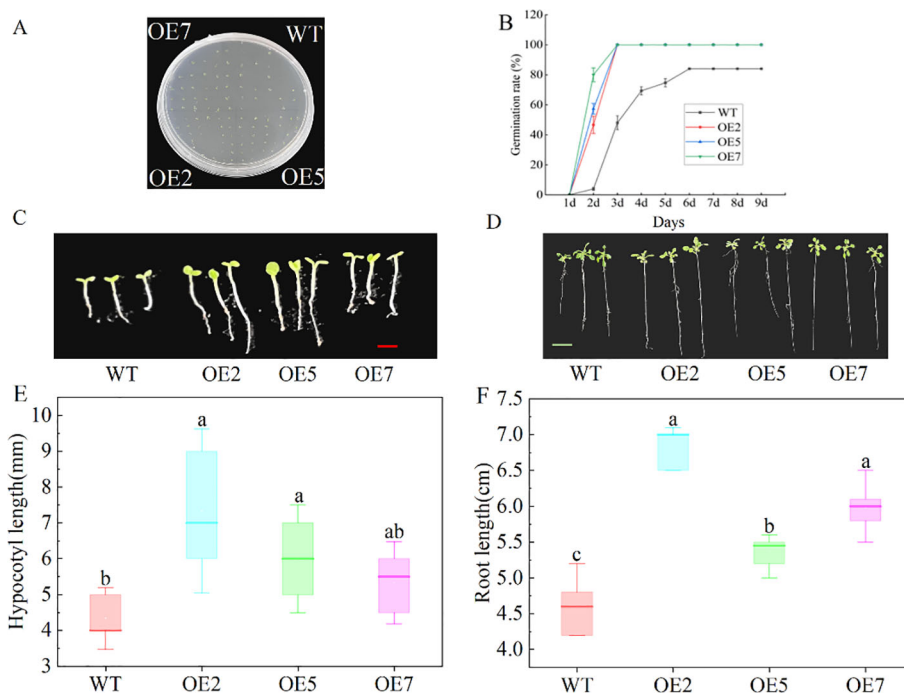 A
OE7
WT
OE2
OE5
B
Germination rate (%)
120
100
80
60
40
20
0
WT
OE2
OE5
OE7
1d 2d 3d 4d 5d 6d 7d 8d 9d
Days
C
WT OE2 OE5 OE7
D
WT OE2 OE5 OE7
E
Hypocotyl length(mm)
10
9
8
7
6
5
4
3
b
a
a
ab
WT OE2 OE5 OE7
F
Root length(cm)
7.0
6.5
6.0
5.5
5.0
4.5
4.0
c
a
b
a
WT OE2 OE5 OE7